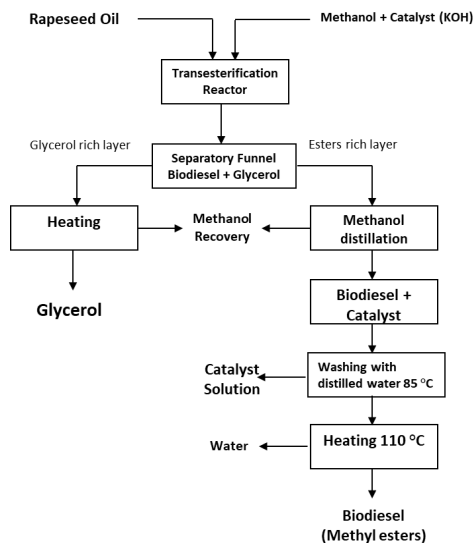 Rapeseed Oil
Methanol + Catalyst (KOH)
Transesterification
Reactor
Glycerol rich layer
Esters rich layer
Separatory Funnel
Biodiesel + Glycerol
Heating
Methanol
Recovery
Methanol
distillation
Glycerol
Biodiesel +
Catalyst
Catalyst
Solution
Washing with
distilled water 85 °C
Water
Heating 110 °C
Biodiesel
(Methyl esters)